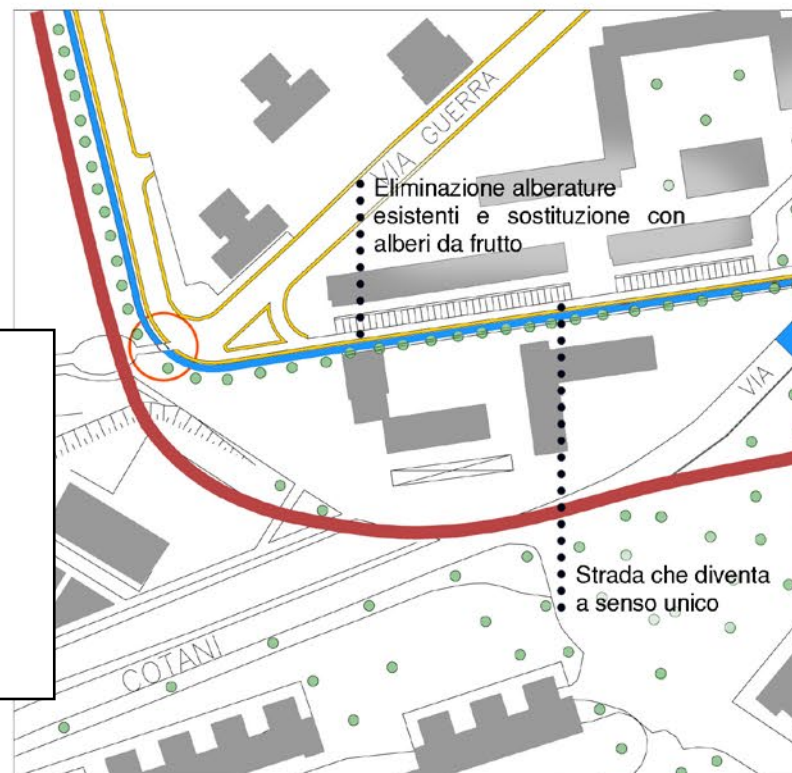 VIA GUERRA
Eliminazione alberature
esistenti e sostituzione con
alberi da frutto
VIA
Strada che diventa
a senso unico
COTANI